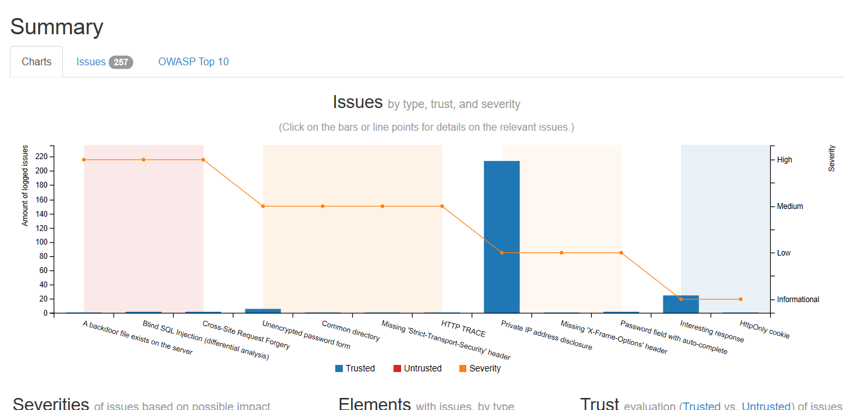 Summary
Charts
Issues 257
OWASP Top 10
Issues by type, trust, and severity
(Click on the bars or line points for details on the relevant issues.)
Amount of logged issues
220
200
180
160
140
120
100
80
60
40
20
0
High
Medium
Low
Informational
Severity
A backdoor file exists on the server
Blind SQL Injection (differential analysis)
Cross-Site Request Forgery
Unencrypted password form
Common directory
Missing 'Strict-Transport-Security' header
HTTP TRACE
Private IP address disclosure
Missing 'X-Frame-Options' header
Password field with auto-complete
Interesting response
HttpOnly cookie
Trusted
Untrusted
Severity
Severities of issues based on possible impact
Elements with issues, by type
Trust evaluation (Trusted vs. Untrusted) of issues